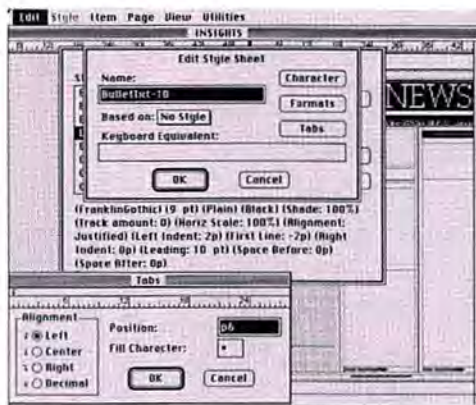 Edit Style Item Page View Utilities
INSIGHTS
Edit Style Sheet
Name:
Character
Formats
Based on: No Style
Tabs
Keyboard Equivalent:
OK Cancel
NEWS
(FranklinGothic) (9 pt) (Plain) (Black) (Shade: 100%)
(Track amount: 0) (Horiz Scale: 100%) (Alignment:
Justified) (Left Indent: 2p) (First Line: -2p) (Right
Indent: 0p) (Leading: 10 pt) (Space Before: 0p)
(Space After: 0p)
Tabs
Alignment
Left
Center
Right
Decimal
Position: p6
Fill Character:
OK Cancel